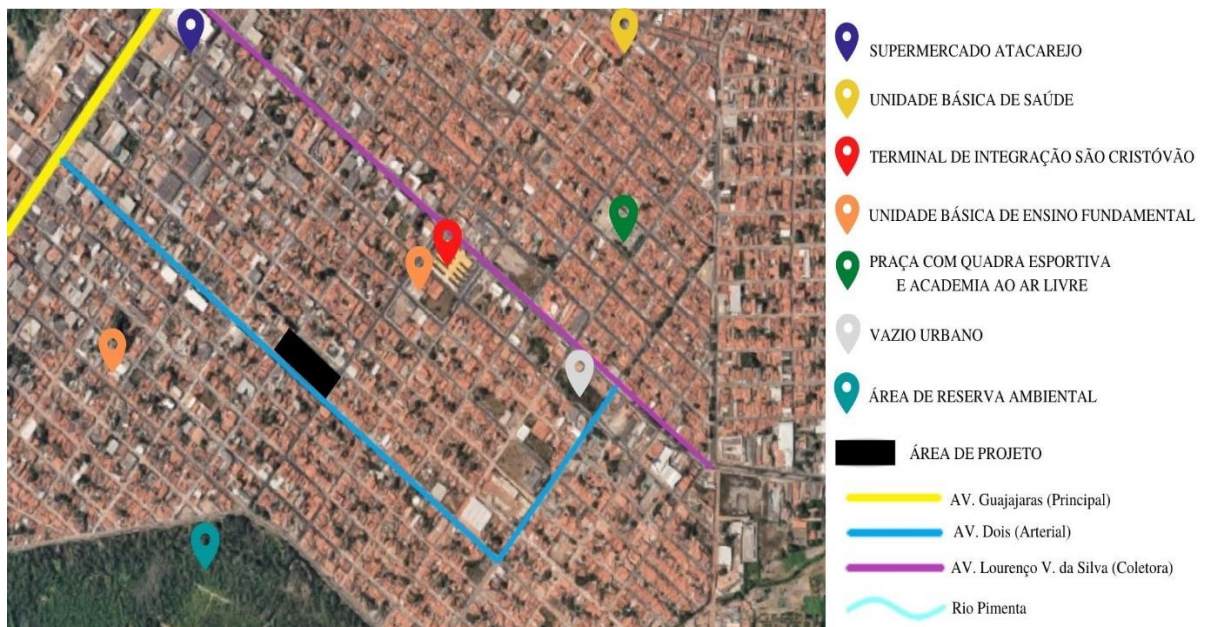 SUPERMERCADO ATACAREJO
UNIDADE BÁSICA DE SAÚDE
TERMINAL DE INTEGRAÇÃO SÃO CRISTÓVÃO
UNIDADE BÁSICA DE ENSINO FUNDAMENTAL
PRAÇA COM QUADRA ESPORTIVA
E ACADEMIA AO AR LIVRE
VAZIO URBANO
ÁREA DE RESERVA AMBIENTAL
ÁREA DE PROJETO
AV. Guajajaras (Principal)
AV. Dois (Arterial)
AV. Lourenço V. da Silva (Coletora)
Rio Pimenta